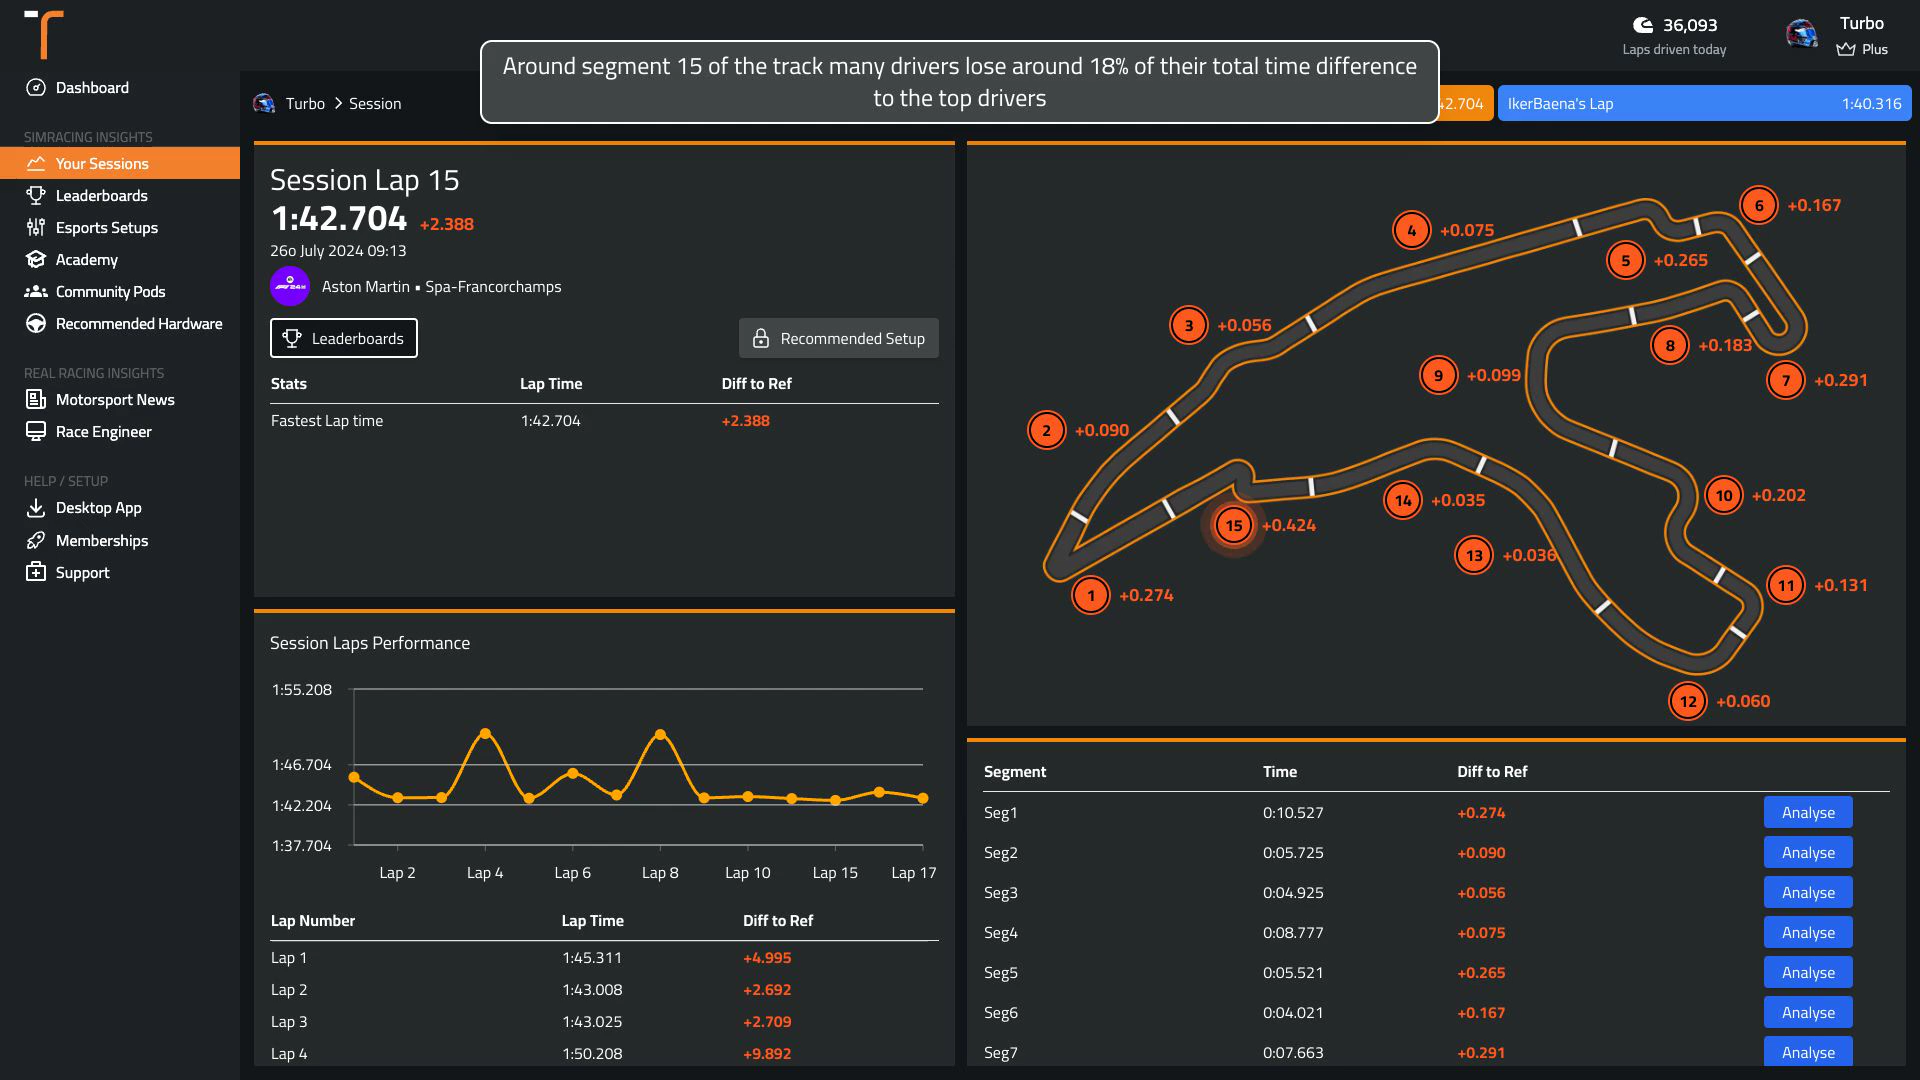 36,093
Laps driven today
Turbo
Plus
Around segment 15 of the track many drivers lose around 18% of their total time difference
to the top drivers
Dashboard
SIMRACING INSIGHTS
Your Sessions
Leaderboards
Esports Setups
Academy
Community Pods
Recommended Hardware
REAL RACING INSIGHTS
Motorsport News
Race Engineer
HELP / SETUP
Desktop App
Memberships
Support
Turbo > Session
42.704
IkerBaena's Lap 1:40.316
Session Lap 15
1:42.704 +2.388
26o July 2024 09:13
Aston Martin • Spa-Francorchamps
Leaderboards
Recommended Setup
Stats Lap Time Diff to Ref
Fastest Lap time 1:42.704 +2.388
Session Laps Performance
1:55.208
1:46.704
1:42.204
1:37.704
Lap 2 Lap 4 Lap 6 Lap 8 Lap 10 Lap 15 Lap 17
Lap Number Lap Time Diff to Ref
Lap 1 1:45.311 +4.995
Lap 2 1:43.008 +2.692
Lap 3 1:43.025 +2.709
Lap 4 1:50.208 +9.892
6 +0.167
4 +0.075
5 +0.265
3 +0.056
8 +0.183
9 +0.099
7 +0.291
2 +0.090
10 +0.202
14 +0.035
15 +0.424
13 +0.036
11 +0.131
1 +0.274
12 +0.060
Segment Time Diff to Ref
Seg1 0:10.527 +0.274 Analyse
Seg2 0:05.725 +0.090 Analyse
Seg3 0:04.925 +0.056 Analyse
Seg4 0:08.777 +0.075 Analyse
Seg5 0:05.521 +0.265 Analyse
Seg6 0:04.021 +0.167 Analyse
Seg7 0:07.663 +0.291 Analyse